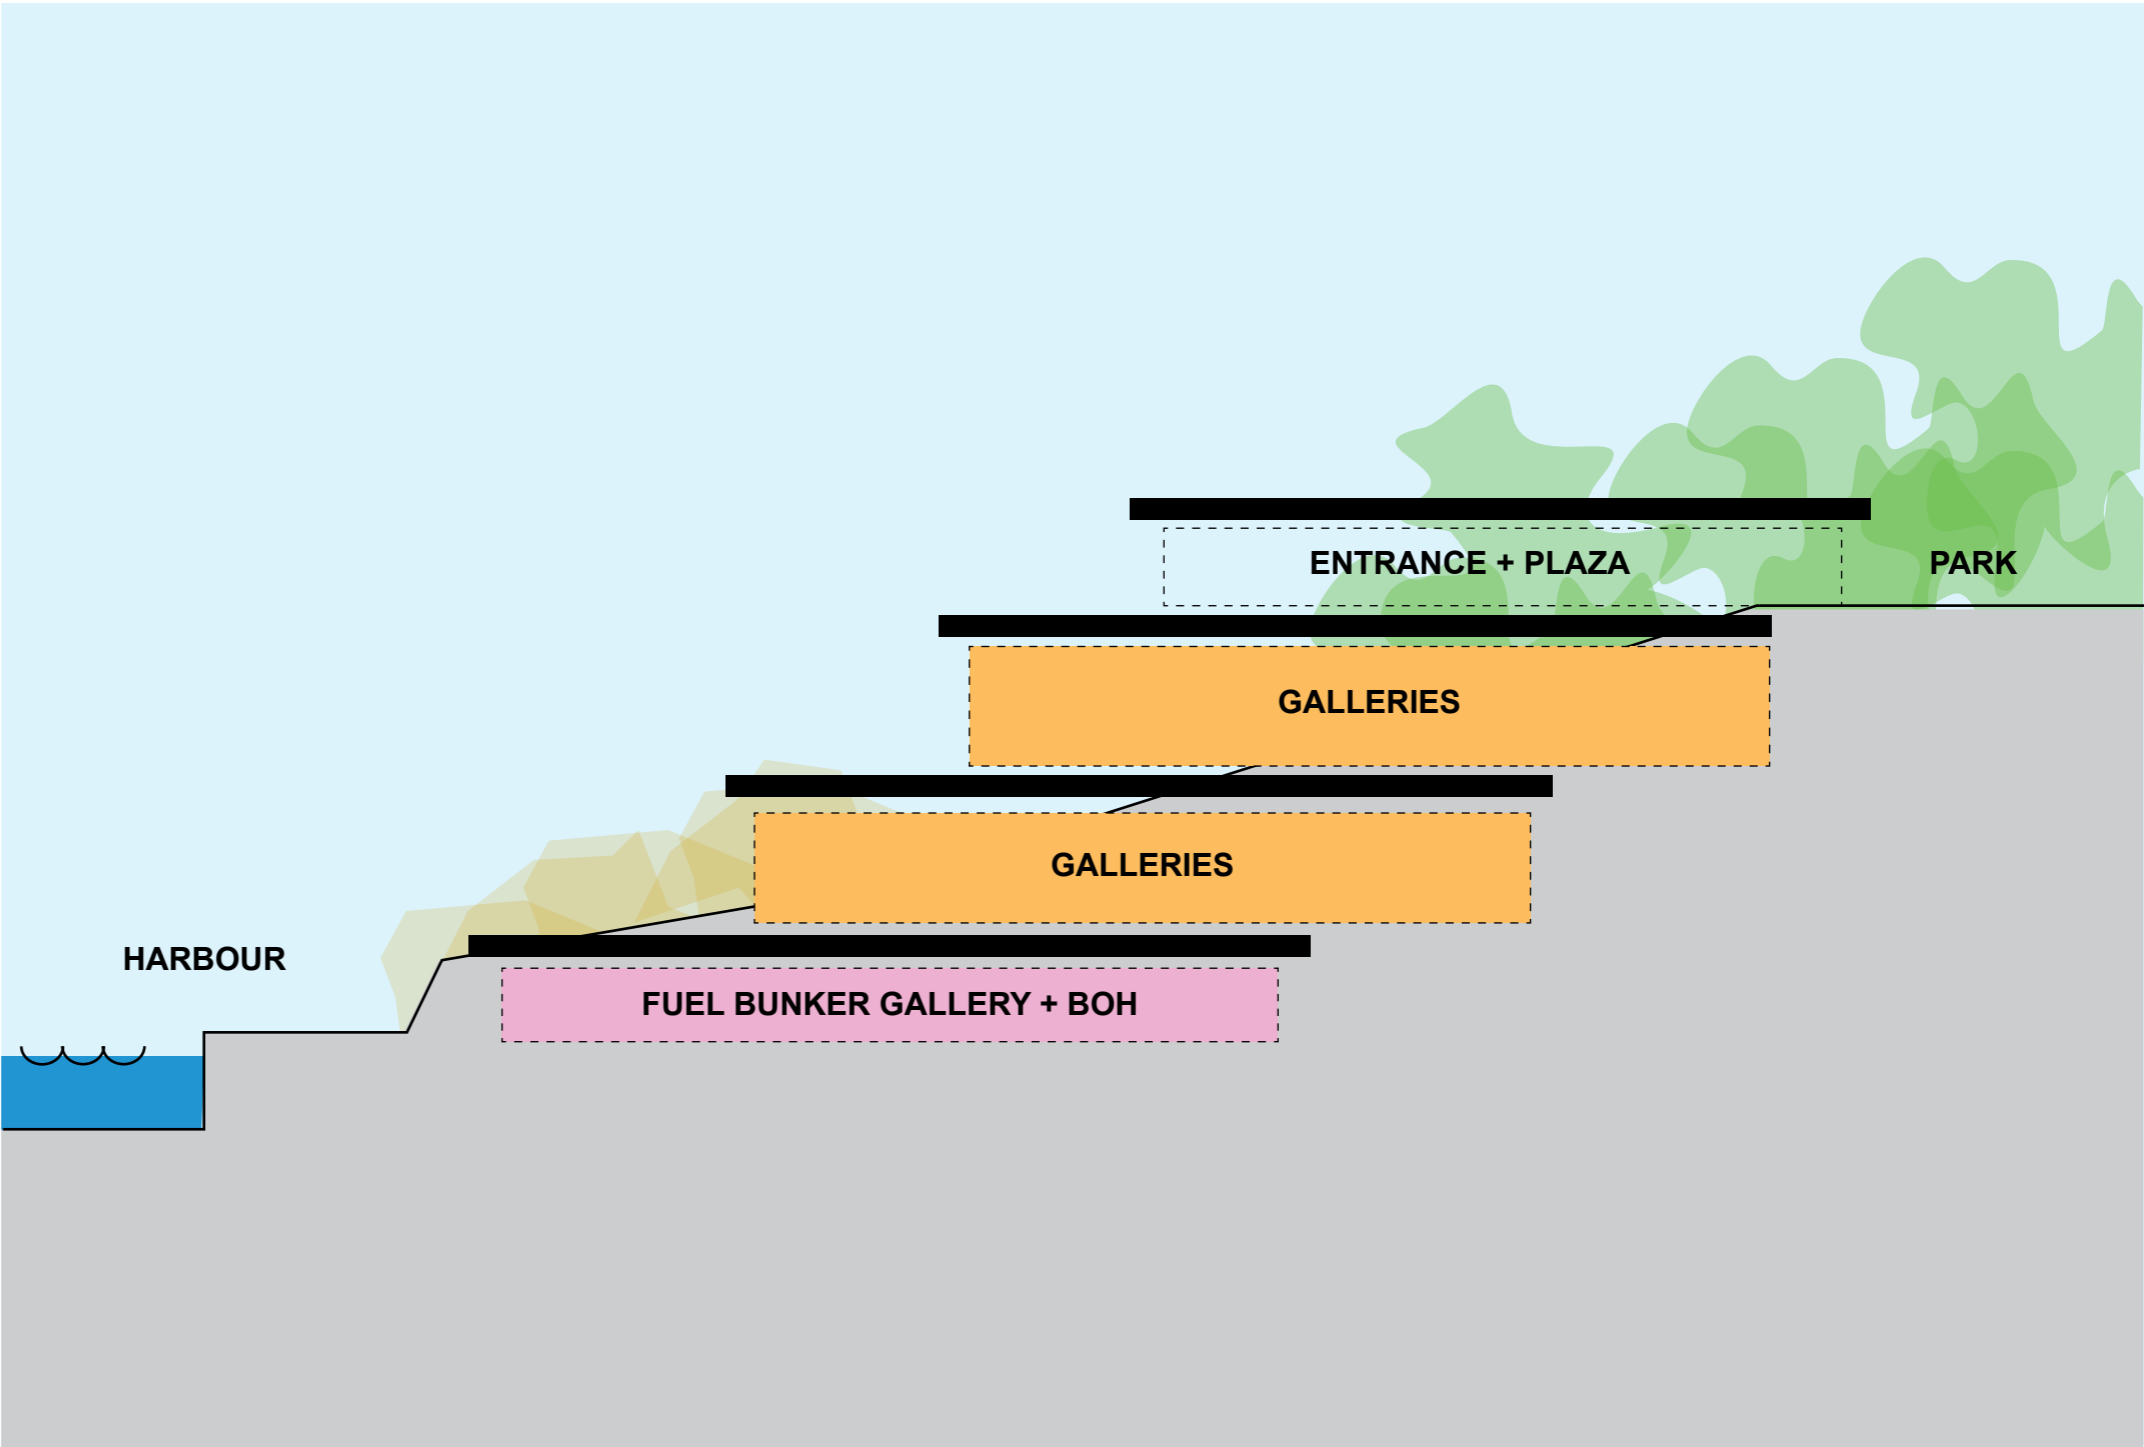 ENTRANCE + PLAZA
PARK
GALLERIES
GALLERIES
HARBOUR
FUEL BUNKER GALLERY + BOH